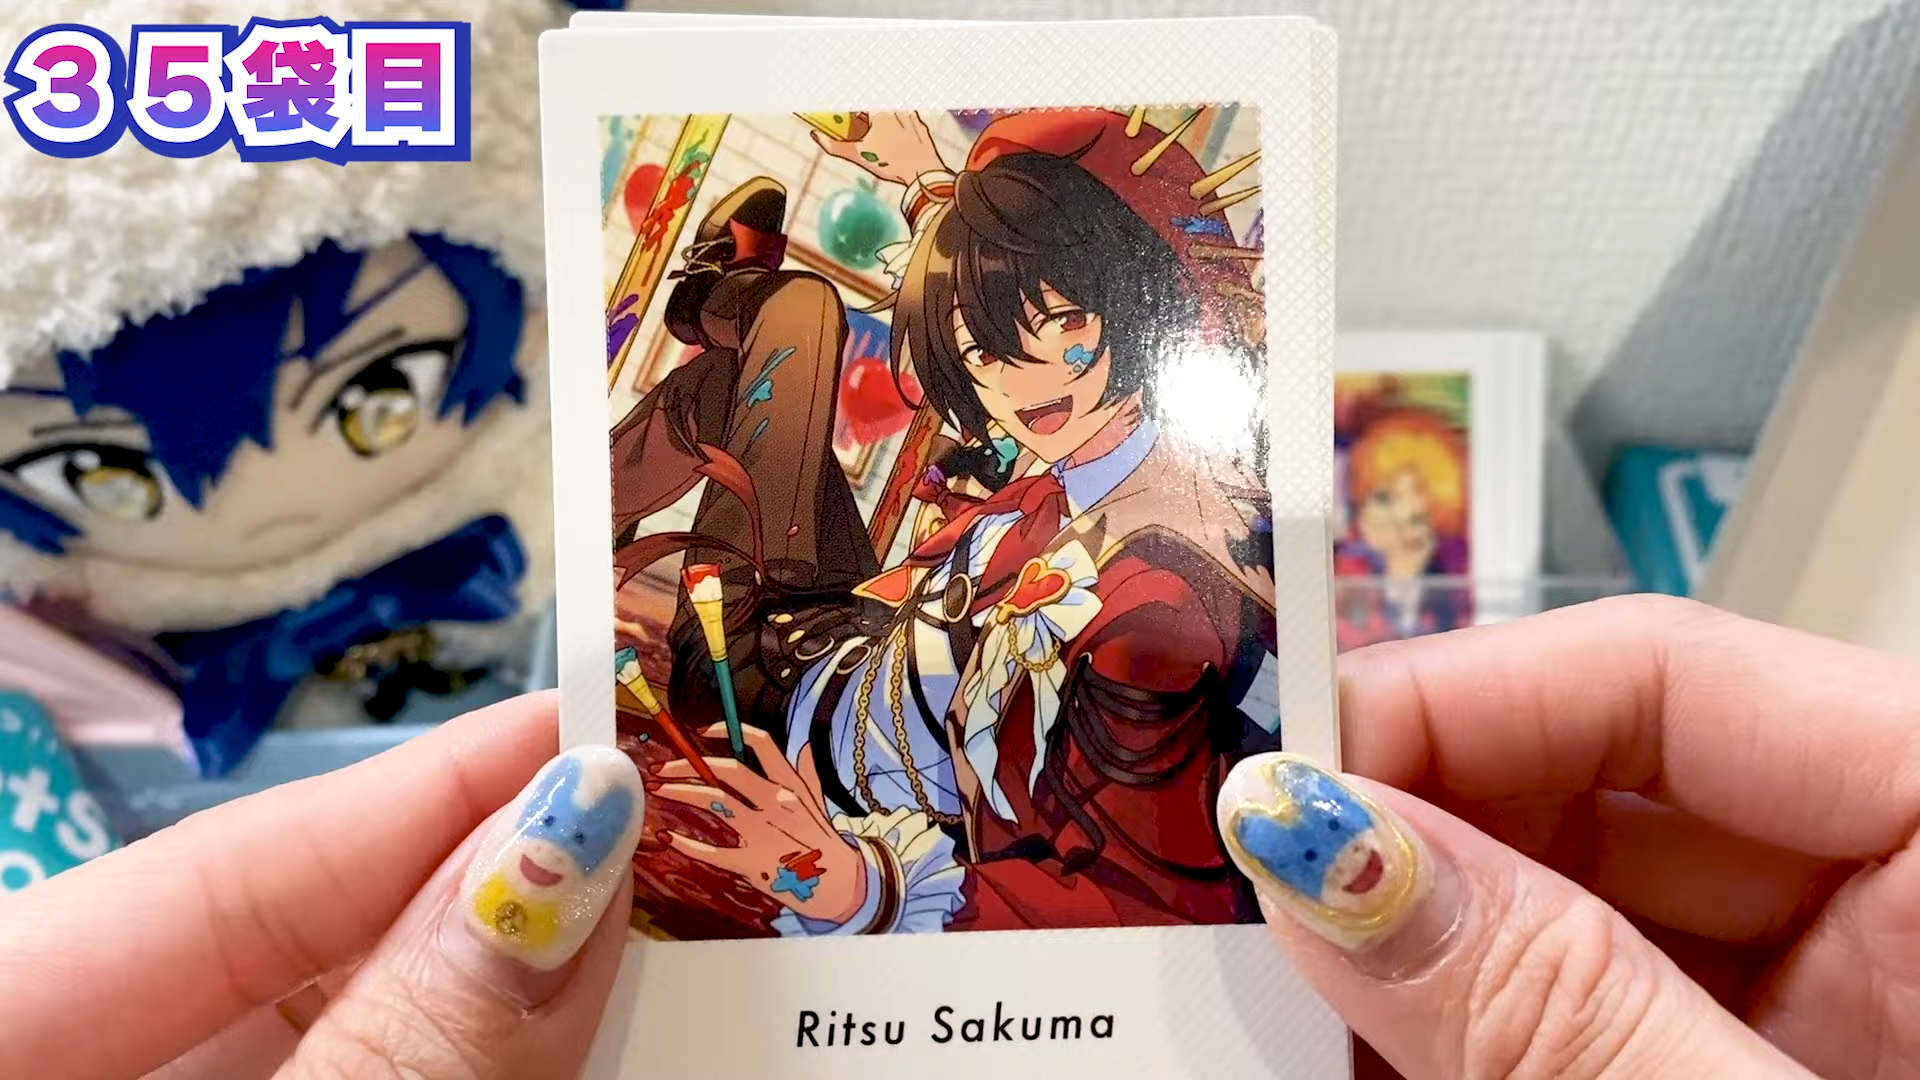 ３５袋目
Ritsu Sakuma